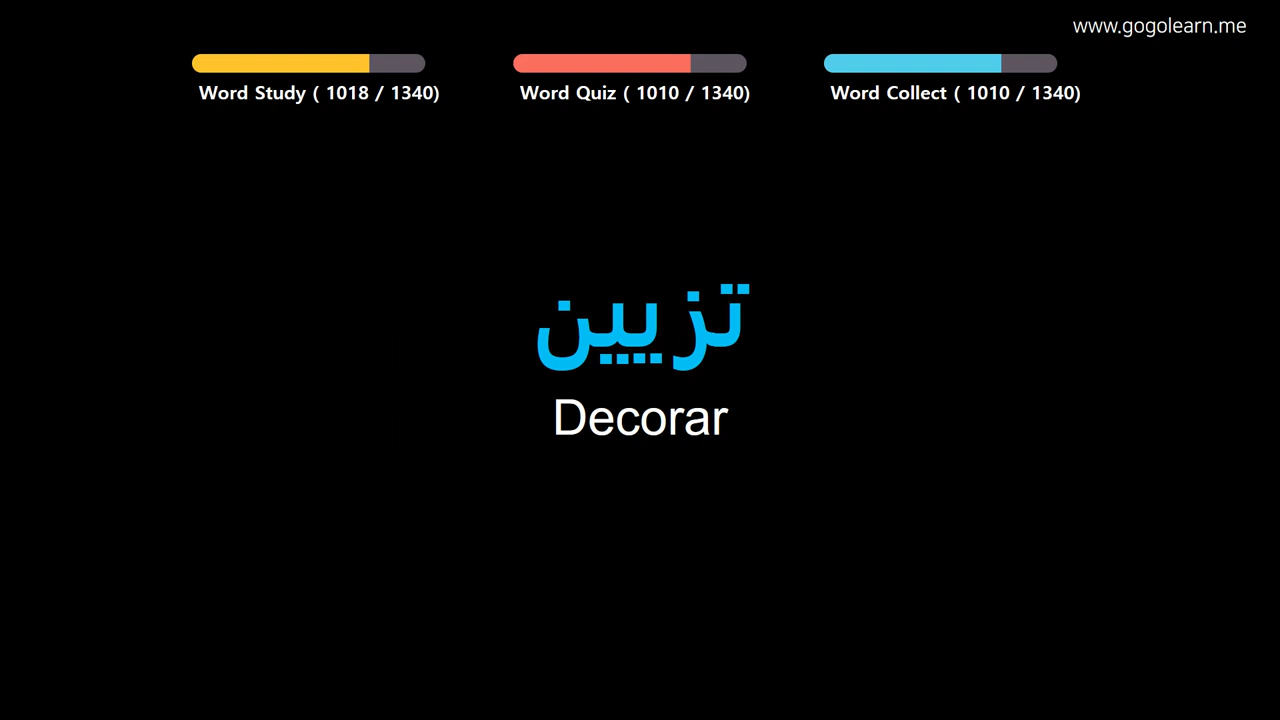 www.gogolearn.me
Word Study ( 1018 / 1340)
Word Quiz ( 1010 / 1340)
Word Collect ( 1010 / 1340)
تزيين
Decorar